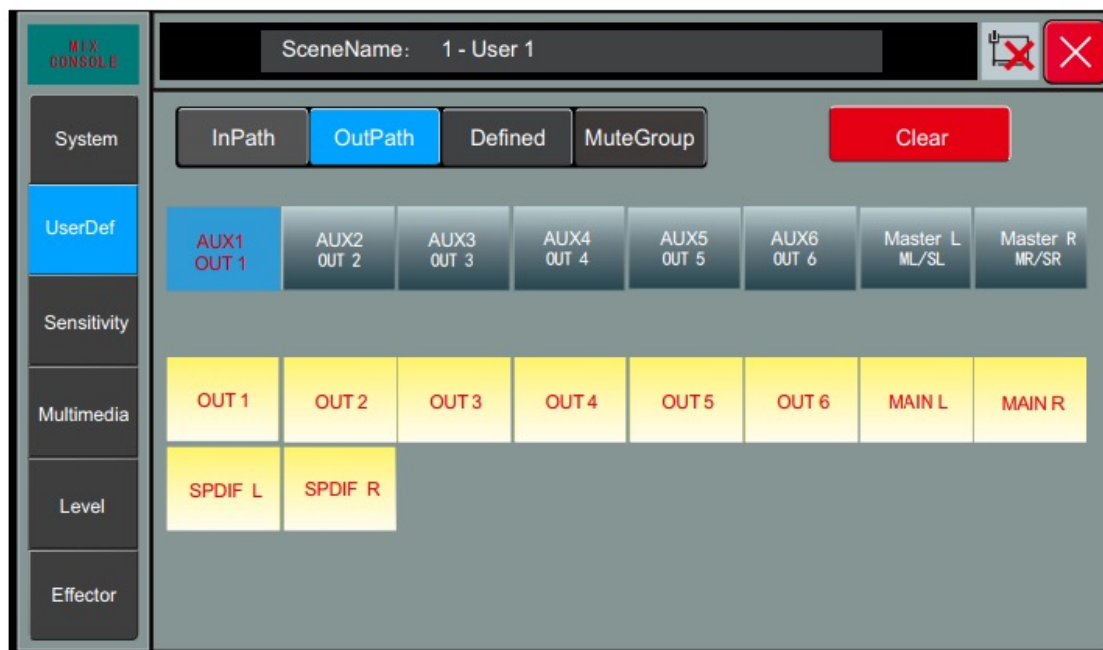 MIX
CONSOLE
SceneName: 1 - User 1
System
InPath OutPath Defined MuteGroup Clear
UserDef
AUX1 AUX2 AUX3 AUX4 AUX5 AUX6 Master L Master R
OUT 1 OUT 2 OUT 3 OUT 4 OUT 5 OUT 6 ML/SL MR/SR
Sensitivity
Multimedia
OUT 1 OUT 2 OUT 3 OUT 4 OUT 5 OUT 6 MAIN L MAIN R
Level
SPDIF L SPDIF R
Effector